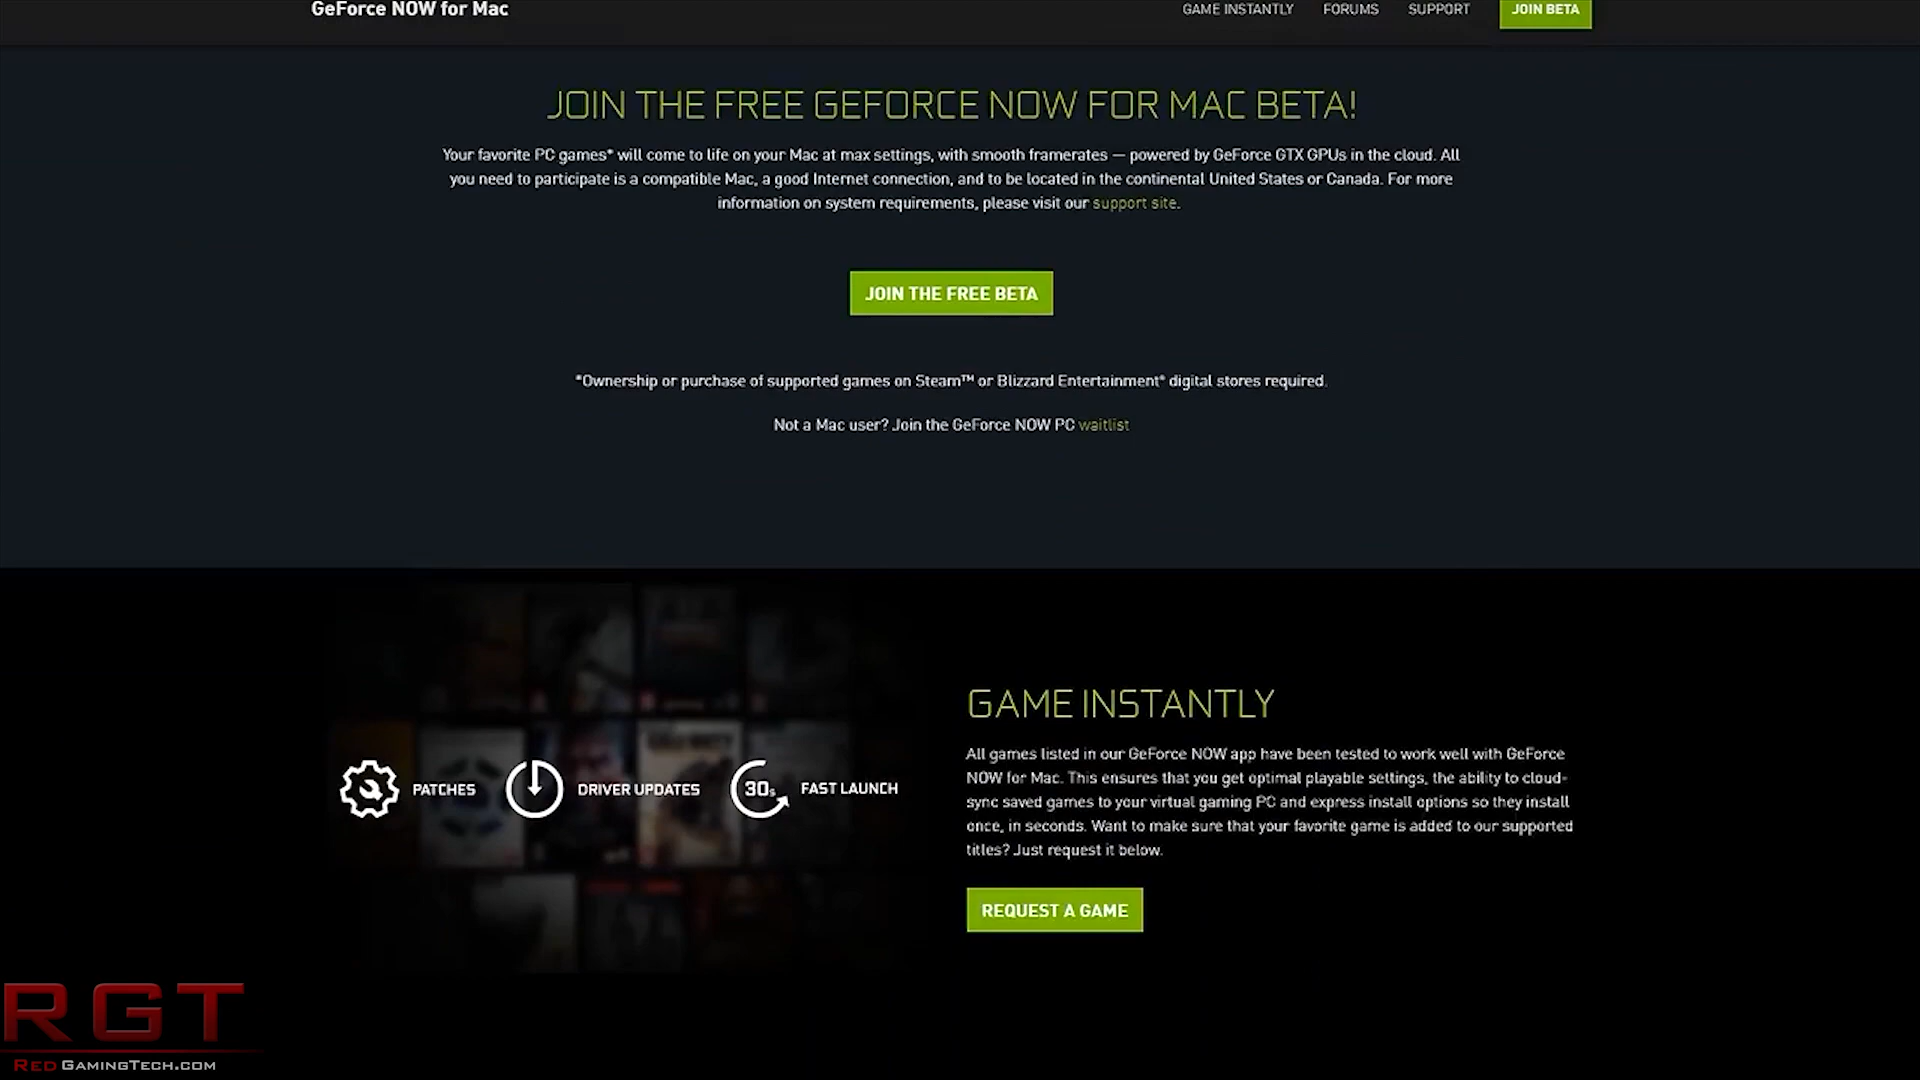 GeForce NOW for Mac
GAME INSTANTLY FORUMS SUPPORT JOIN BETA
JOIN THE FREE GEFORCE NOW FOR MAC BETA!
Your favorite PC games* will come to life on your Mac at max settings, with smooth framerates — powered by GeForce GTX GPUs in the cloud. All
you need to participate is a compatible Mac, a good Internet connection, and to be located in the continental United States or Canada. For more
information on system requirements, please visit our support site.
JOIN THE FREE BETA
*Ownership or purchase of supported games on Steam™ or Blizzard Entertainment® digital stores required.
Not a Mac user? Join the GeForce NOW PC waitlist
PATCHES
DRIVER UPDATES
30s FAST LAUNCH
GAME INSTANTLY
All games listed in our GeForce NOW app have been tested to work well with GeForce
NOW for Mac. This ensures that you get optimal playable settings, the ability to cloud-
sync saved games to your virtual gaming PC and express install options so they install
once, in seconds. Want to make sure that your favorite game is added to our supported
titles? Just request it below.
REQUEST A GAME
RGT
REDGAMINGTECH.COM